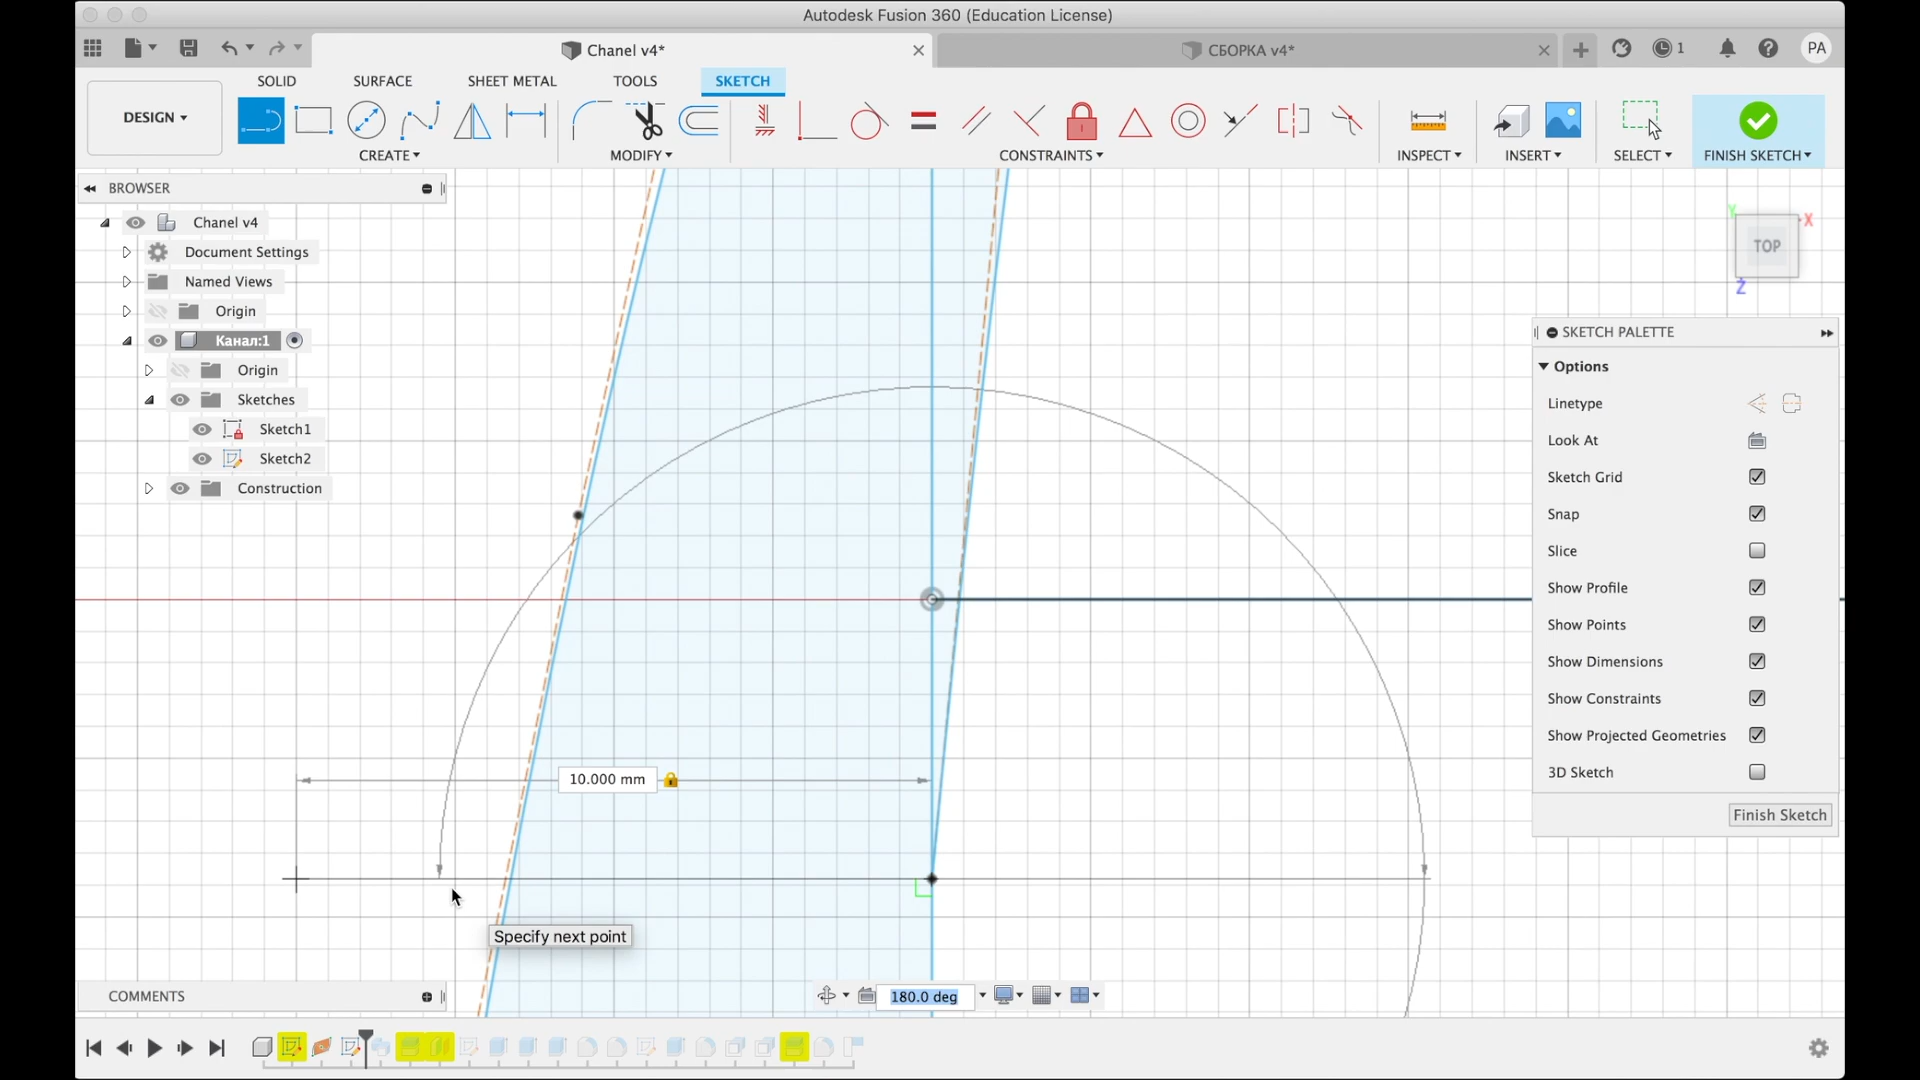 Autodesk Fusion 360 (Education License)
Chanel v4*
СБОРКА v4*
1
PA
DESIGN
SOLID
SURFACE
SHEET METAL
TOOLS
SKETCH
CREATE
MODIFY
CONSTRAINTS
INSPECT
INSERT
SELECT
FINISH SKETCH
BROWSER
Chanel v4
Document Settings
Named Views
Origin
Канал:1
Origin
Sketches
Sketch1
Sketch2
Construction
Y
X
TOP
Z
SKETCH PALETTE
Options
Linetype
Look At
Sketch Grid
Snap
Slice
Show Profile
Show Points
Show Dimensions
Show Constraints
Show Projected Geometries
3D Sketch
Finish Sketch
10.000 mm
Specify next point
COMMENTS
180.0 deg